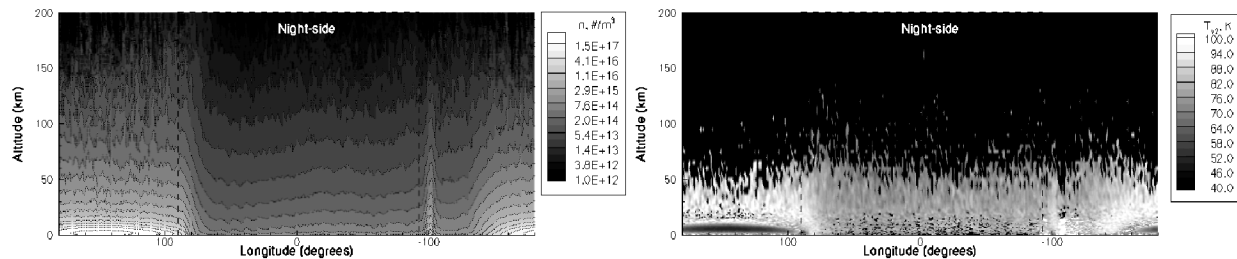 Night-side
200
150
100
50
0
Altitude (km)
100
0
-100
Longitude (degrees)
n, #/m³
1.5E+17
4.1E+16
1.1E+16
2.9E+15
7.6E+14
2.0E+14
5.4E+13
1.4E+13
3.8E+12
1.0E+12
Night-side
200
150
100
50
0
Altitude (km)
100
0
-100
Longitude (degrees)
Tv2, K
100.0
94.0
88.0
82.0
76.0
70.0
64.0
58.0
52.0
46.0
40.0